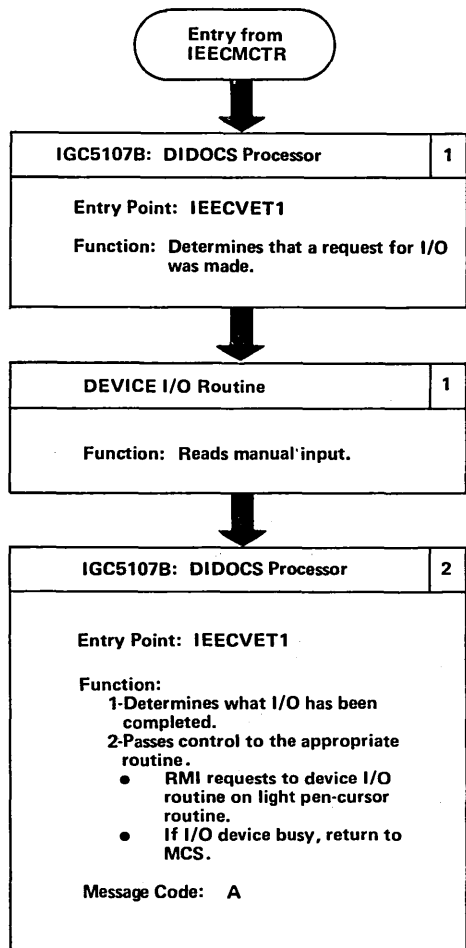 Entry from
IEECMCTR
IGC5107B: DIDOCS Processor 1
Entry Point: IEECVET1
Function: Determines that a request for I/O
was made.
DEVICE I/O Routine 1
Function: Reads manual input.
IGC5107B: DIDOCS Processor 2
Entry Point: IEECVET1
Function:
1-Determines what I/O has been
completed.
2-Passes control to the appropriate
routine.
● RMI requests to device I/O
routine on light pen-cursor
routine.
● If I/O device busy, return to
MCS.
Message Code: A